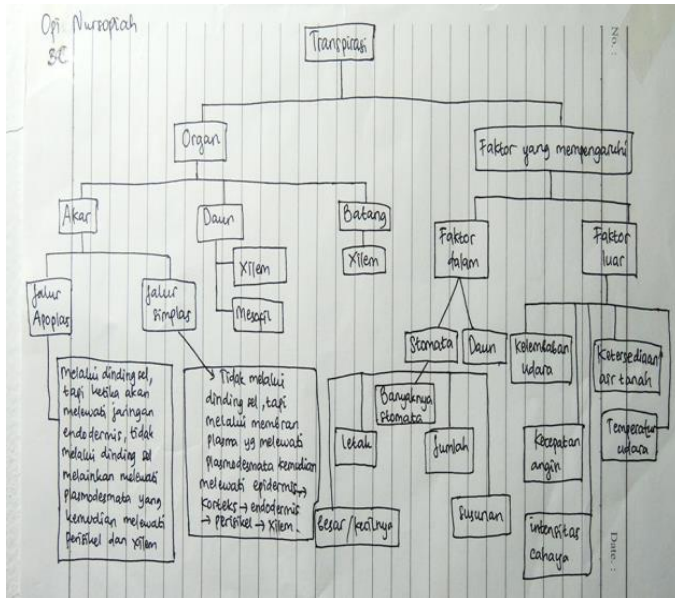 Opi Nursopiah
3C
No. :
Transpirasi
Organ
Faktor yang mempengaruhi
Akar
Daun
Batang
Faktor
dalam
Faktor
luar
Xilem
Mesofil
Xilem
Jalur
Apoplas
Jalur
Simplas
Stomata
Daun
Kelembaban
udara
Ketersediaan
air tanah
Banyaknya
stomata
Letak
Jumlah
Kecepatan
angin
Temperatur
udara
Besar/kecilnya
Susunan
intensitas
cahaya
melalui dinding sel,
tapi ketika akan
melewati jaringan
endodermis, tidak
melalui dinding sel
melainkan melewati
plasmodesmata yang
kemudian melewati
perisikel dan xilem
→ Tidak melalui
dinding sel, tapi
melalui membran
plasma yg melewati
plasmodesmata kemudian
melewati epidermis →
korteks → endodermis
→ perisikel → xilem.
Date. :